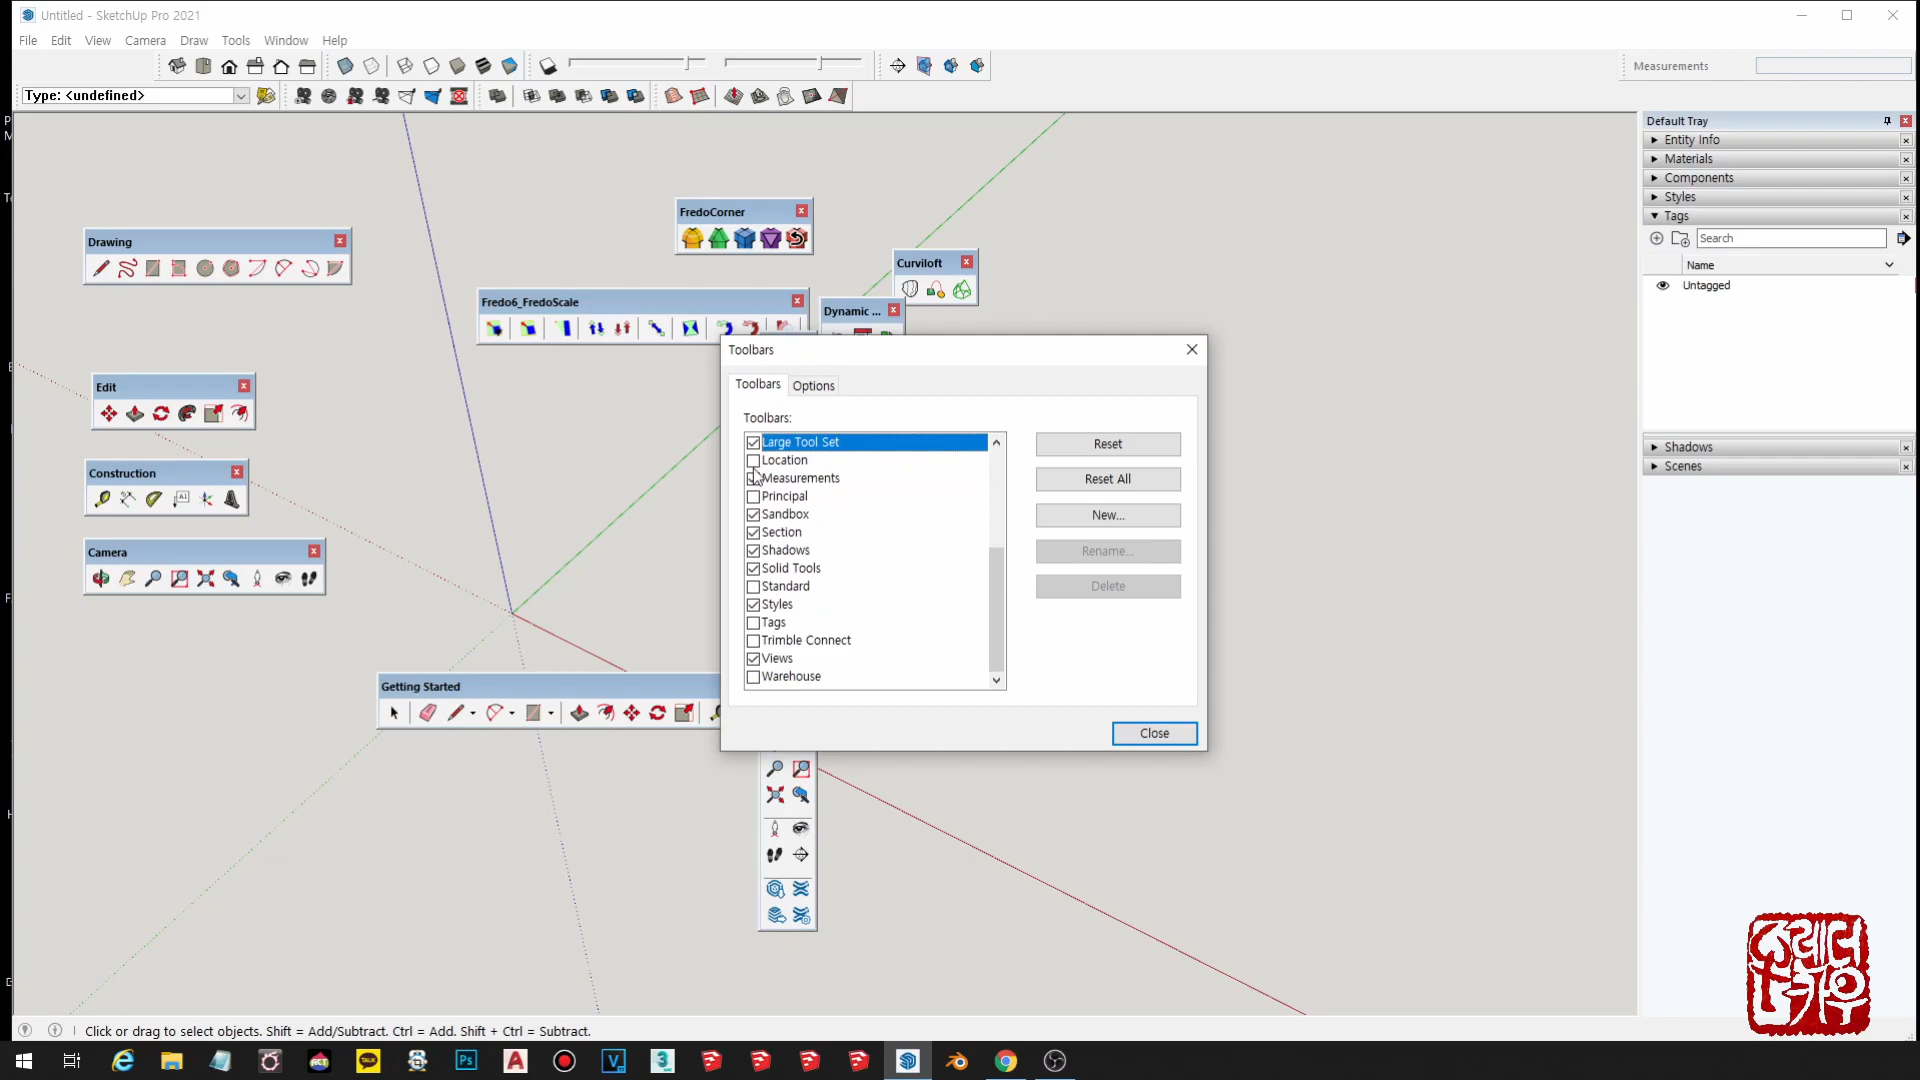 Untitled - SketchUp Pro 2021
File Edit View Camera Draw Tools Window Help
Measurements
Type: <undefined>
Default Tray
Entity Info
Materials
Components
Styles
Tags
Search
Name
Untagged
Shadows
Scenes
FredoCorner
Drawing
Curviloft
Fredo6_FredoScale
Dynamic ...
Edit
Construction
A1
Camera
Getting Started
Toolbars
Toolbars Options
Toolbars:
Large Tool Set
Location
Measurements
Principal
Sandbox
Section
Shadows
Solid Tools
Standard
Styles
Tags
Trimble Connect
Views
Warehouse
Reset
Reset All
New...
Rename...
Delete
Close
Click or drag to select objects. Shift = Add/Subtract. Ctrl = Add. Shift + Ctrl = Subtract.